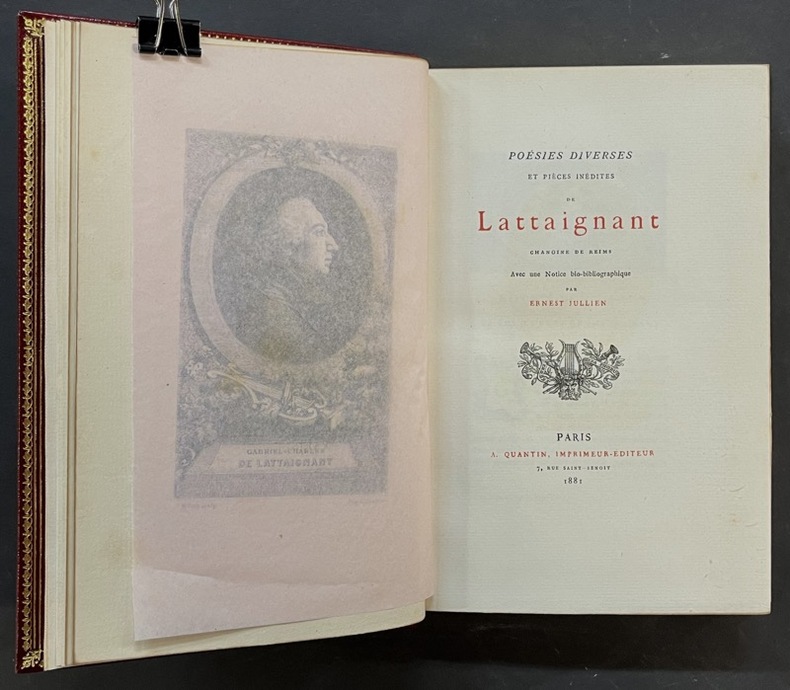 GABRIEL-CHARLES
DE LATTAIGNANT
POÉSIES DIVERSES
ET PIÈCES INÉDITES
DE
Lattaignant
CHANOINE DE REIMS
Avec une Notice bio-bibliographique
PAR
ERNEST JULLIEN
PARIS
A. QUANTIN, IMPRIMEUR-EDITEUR
7, RUE SAINT-BENOIT
1881